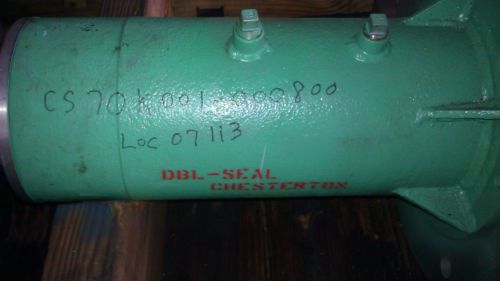 CS70K001-000800
LOC 07113
DBL-SEAL
CHESTERTON